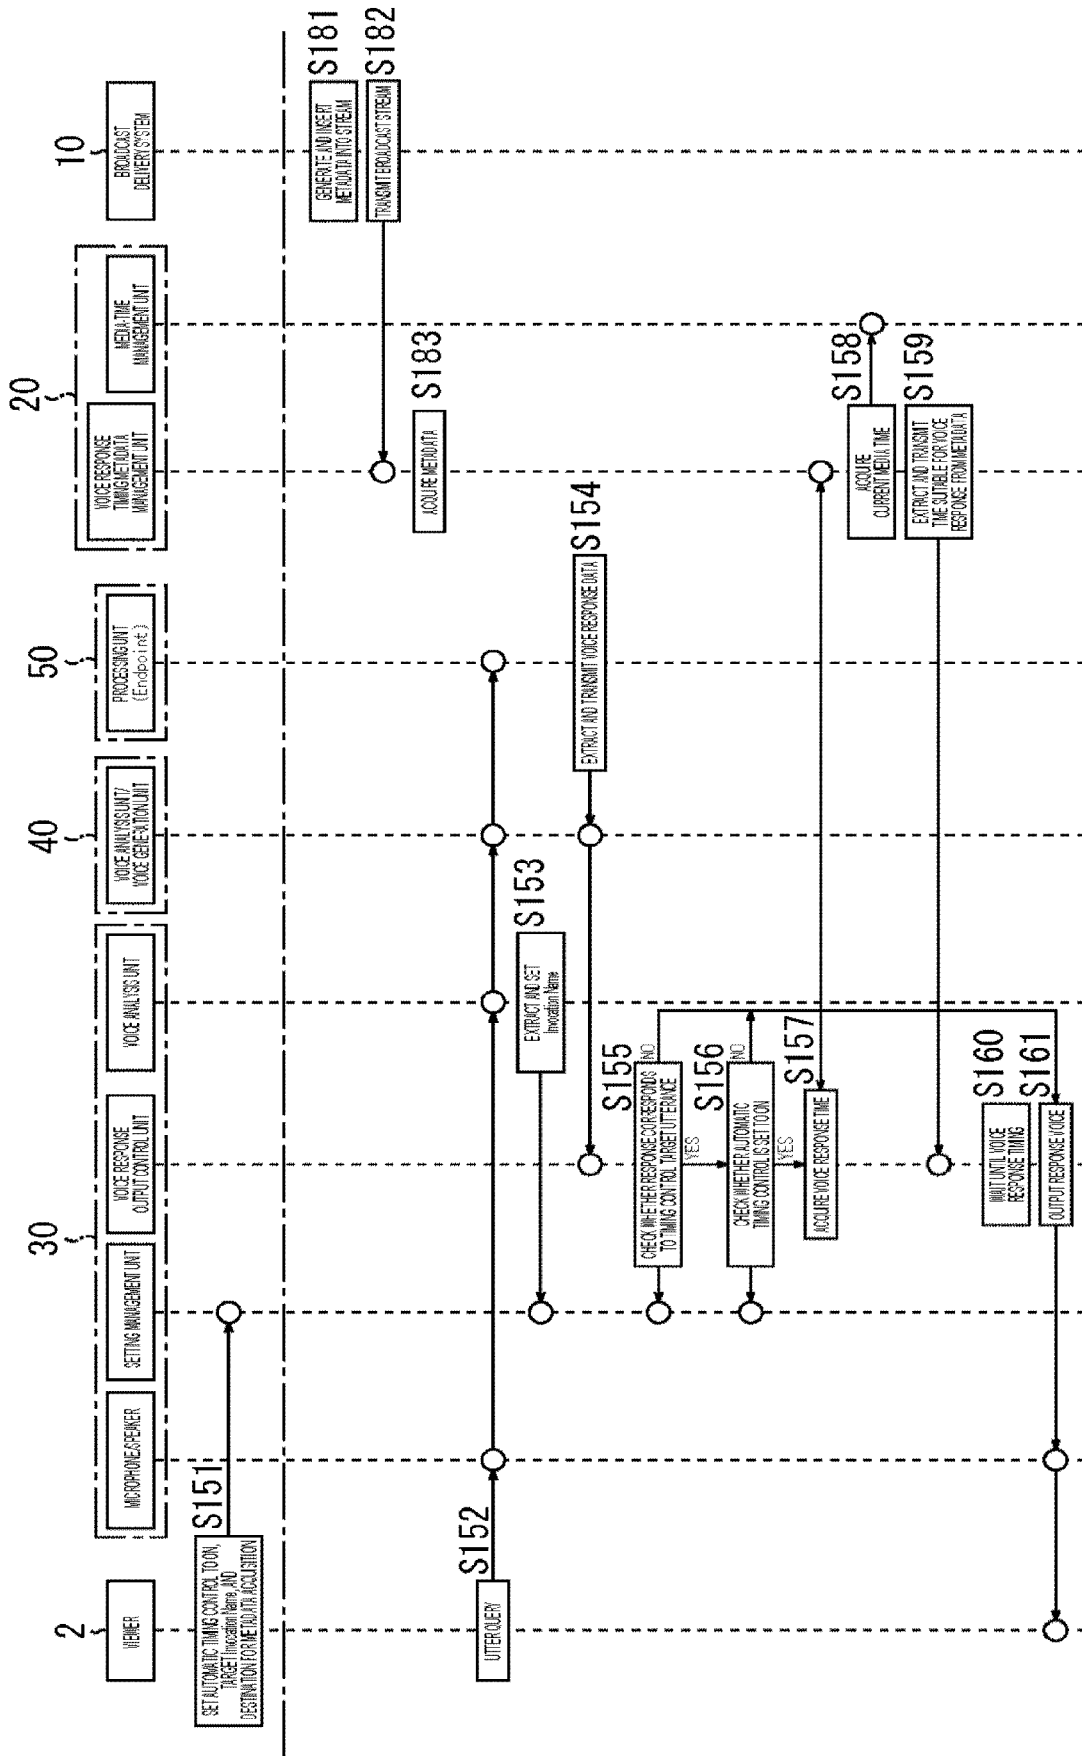 2
VIEWER
30
MICROPHONE/SPEAKER
SETTING MANAGEMENT UNIT
VOICE RESPONSE
OUTPUT CONTROL UNIT
VOICE ANALYSIS UNIT
40
VOICE ANALYSIS UNIT/
VOICE GENERATION UNIT
50
PROCESSING UNIT
(Endpoint)
20
VOICE RESPONSE
TIMING METADATA
MANAGEMENT UNIT
MEDIA-TIME
MANAGEMENT UNIT
10
BROADCAST
DELIVERY SYSTEM
SET AUTOMATIC TIMING CONTROL TO ON,
TARGET Invocation Name, AND
DESTINATION FOR METADATA ACQUISITION
S151
GENERATE AND INSERT
METADATA INTO STREAM
S181
TRANSMIT BROADCAST STREAM
S182
ACQUIRE METADATA
S183
UTTER QUERY
S152
EXTRACT AND SET
Invocation Name
S153
EXTRACT AND TRANSMIT VOICE RESPONSE DATA
S154
CHECK WHETHER RESPONSE CORRESPONDS
TO TIMING CONTROL TARGET UTTERANCE
S155
NO
YES
CHECK WHETHER AUTOMATIC
TIMING CONTROL IS SET TO ON
S156
NO
YES
ACQUIRE VOICE RESPONSE TIME
S157
ACQUIRE
CURRENT MEDIA TIME
S158
EXTRACT AND TRANSMIT
TIME SUITABLE FOR VOICE
RESPONSE FROM METADATA
S159
WAIT UNTIL VOICE
RESPONSE TIMING
S160
OUTPUT RESPONSE VOICE
S161